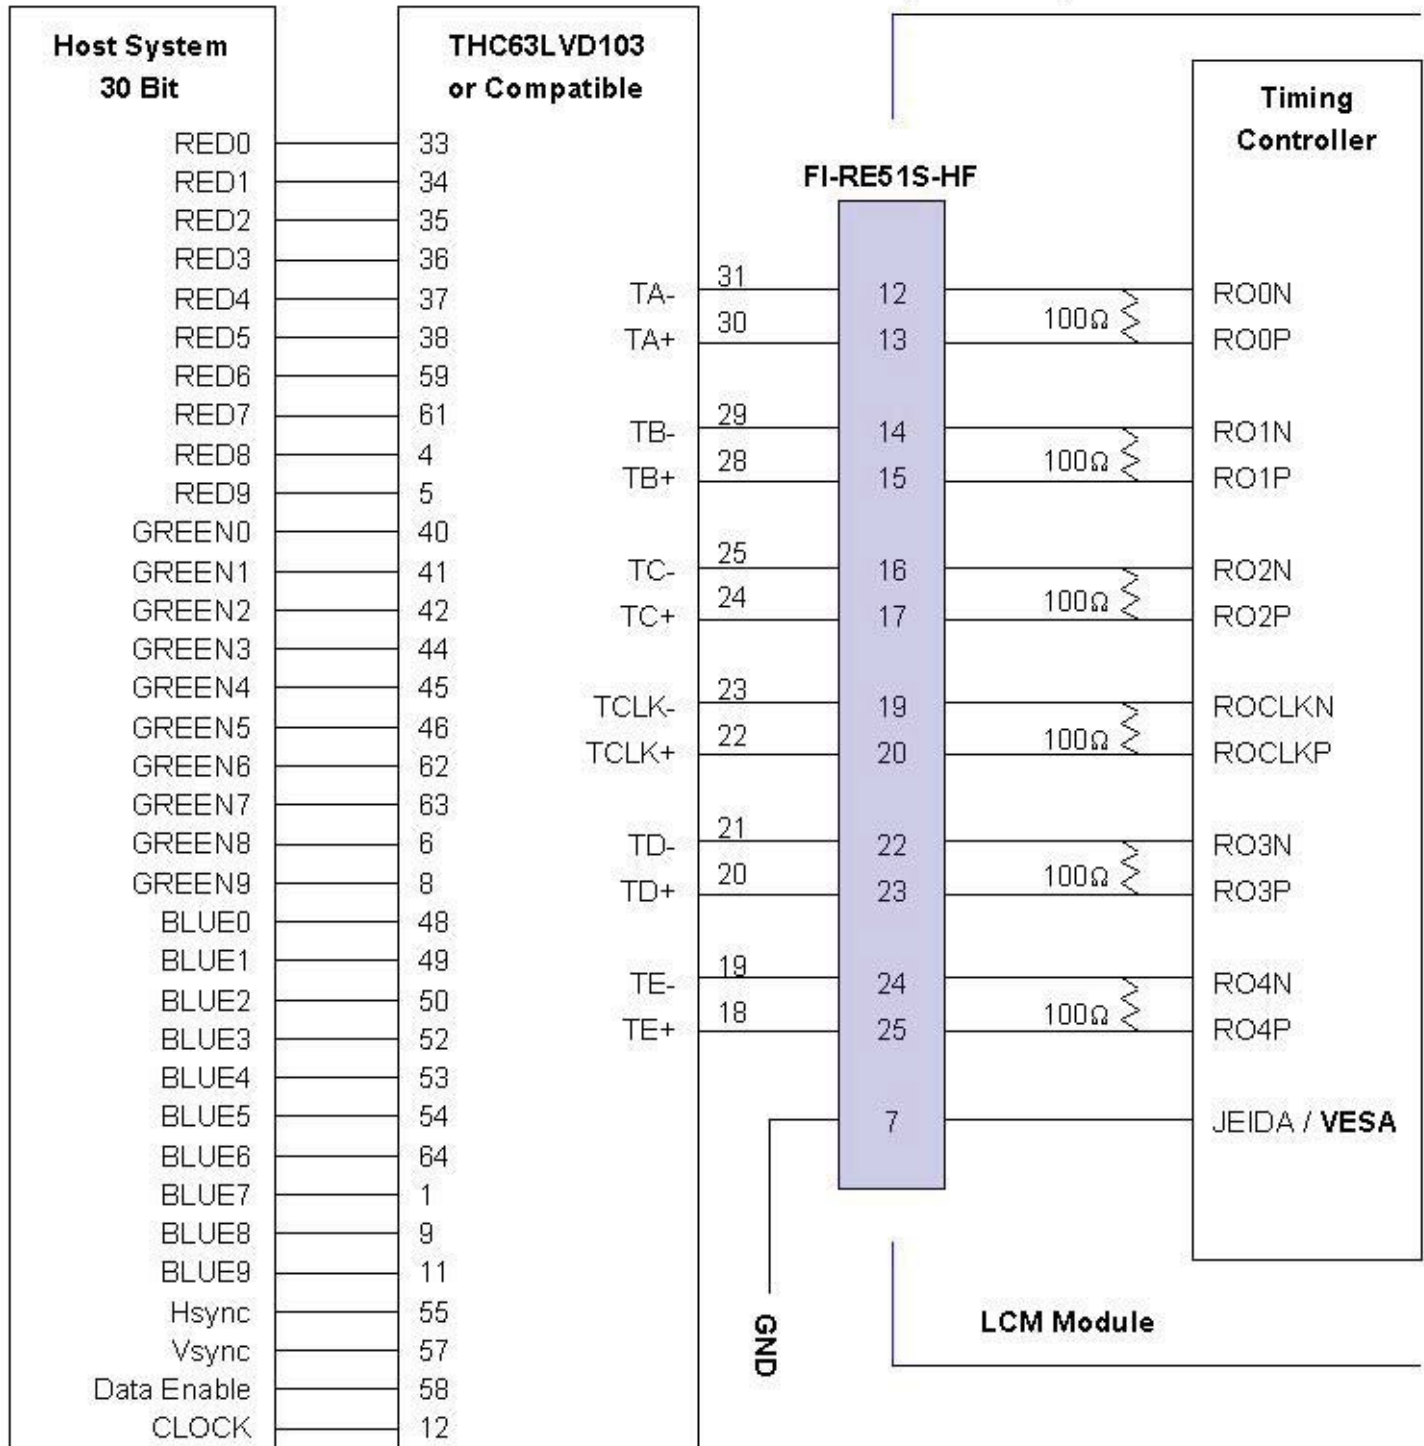 Host System
30 Bit
RED0 33
RED1 34
RED2 35
RED3 36
RED4 37
RED5 38
RED6 59
RED7 61
RED8 4
RED9 5
GREEN0 40
GREEN1 41
GREEN2 42
GREEN3 44
GREEN4 45
GREEN5 46
GREEN6 62
GREEN7 63
GREEN8 6
GREEN9 8
BLUE0 48
BLUE1 49
BLUE2 50
BLUE3 52
BLUE4 53
BLUE5 54
BLUE6 64
BLUE7 1
BLUE8 9
BLUE9 11
Hsync 55
Vsync 57
Data Enable 58
CLOCK 12
THC63LVD103
or Compatible
TA- 31
TA+ 30
TB- 29
TB+ 28
TC- 25
TC+ 24
TCLK- 23
TCLK+ 22
TD- 21
TD+ 20
TE- 19
TE+ 18
GND
FI-RE51S-HF
12
13
14
15
16
17
19
20
22
23
24
25
7
100Ω
100Ω
100Ω
100Ω
100Ω
100Ω
Timing
Controller
RO0N
RO0P
RO1N
RO1P
RO2N
RO2P
ROCLKN
ROCLKP
RO3N
RO3P
RO4N
RO4P
JEIDA / VESA
LCM Module